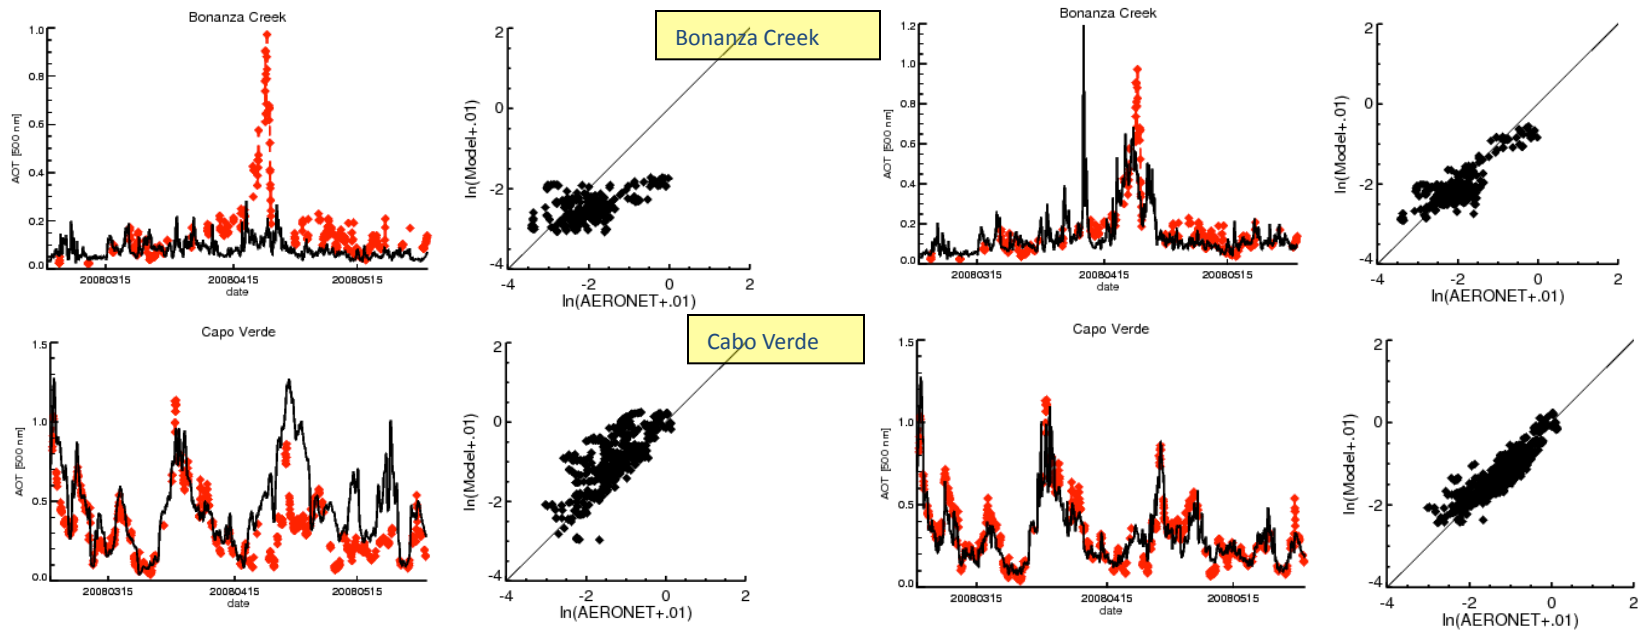 Bonanza Creek
AOT [500 nm]
1.0
0.8
0.6
0.4
0.2
0.0
20080315
20080415
20080515
date
ln(Model+.01)
2
0
-2
-4
-4
-2
0
2
ln(AERONET+.01)
Bonanza Creek
Bonanza Creek
AOT [500 nm]
1.2
1.0
0.8
0.6
0.4
0.2
0.0
20080315
20080415
20080515
date
ln(Model+.01)
2
0
-2
-4
-4
-2
0
2
ln(AERONET+.01)
Capo Verde
AOT [500 nm]
1.5
1.0
0.5
0.0
20080315
20080415
20080515
date
ln(Model+.01)
2
0
-2
-4
-4
-2
0
2
ln(AERONET+.01)
Cabo Verde
Capo Verde
AOT [500 nm]
1.5
1.0
0.5
0.0
20080315
20080415
20080515
date
ln(Model+.01)
2
0
-2
-4
-4
-2
0
2
ln(AERONET+.01)